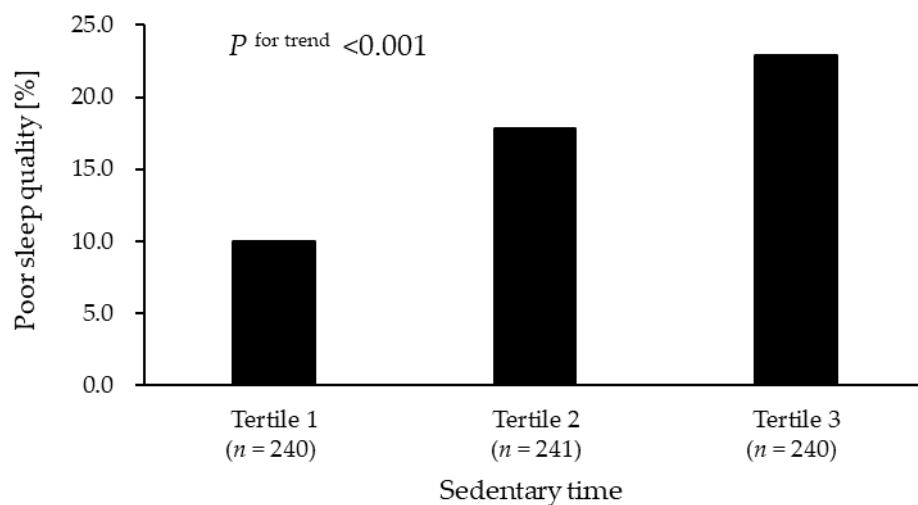 Poor sleep quality [%]
25.0
20.0
15.0
10.0
5.0
0.0
P for trend <0.001
Tertile 1 Tertile 2 Tertile 3
(n = 240) (n = 241) (n = 240)
Sedentary time